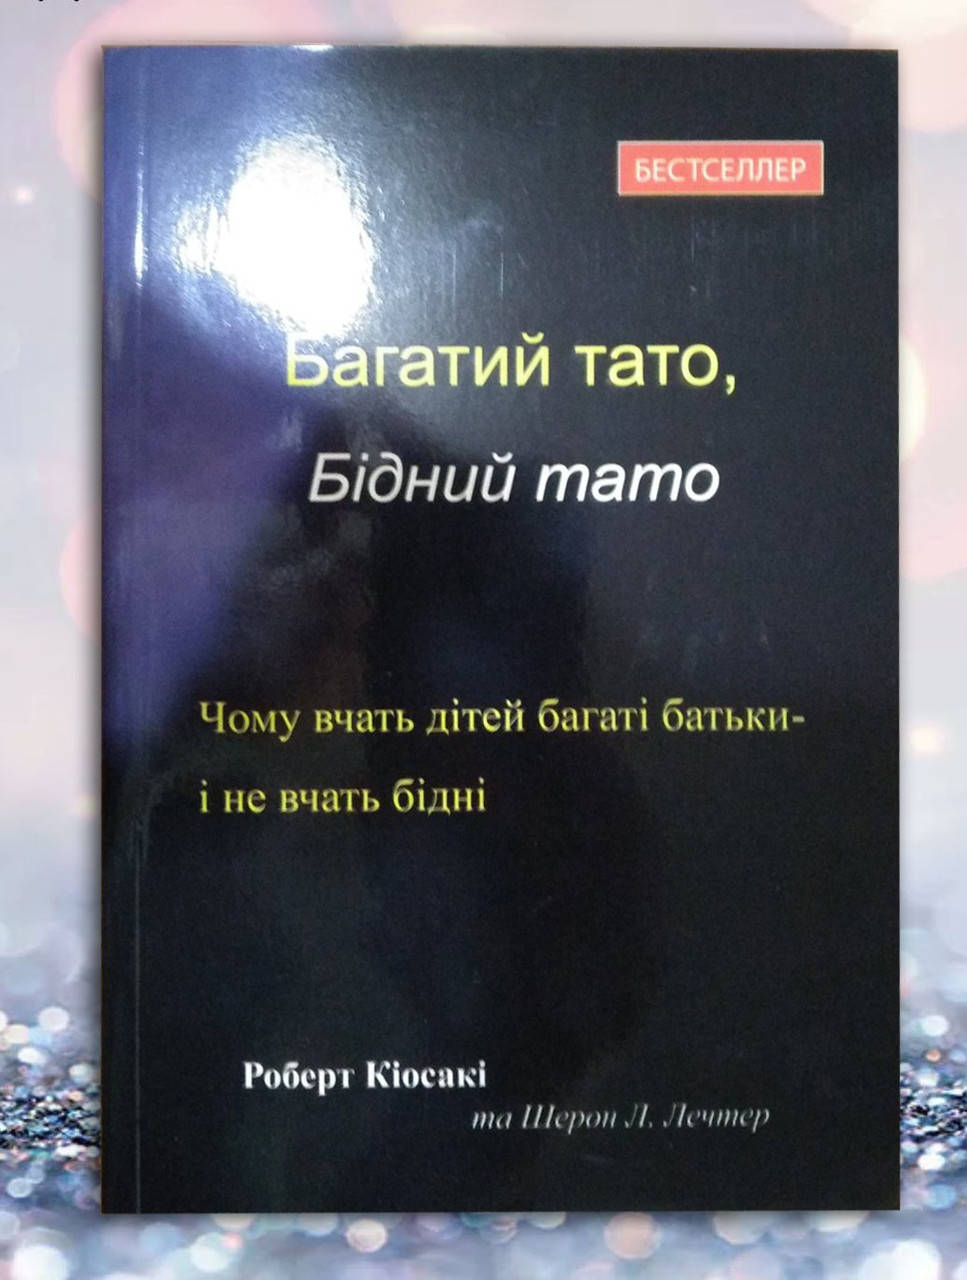 БЕСТСЕЛЛЕР
Багатий тато,
Бідний тато
Чому вчать дітей багаті батьки-
і не вчать бідні
Роберт Кіосакі
та Шерон Л. Лечтер